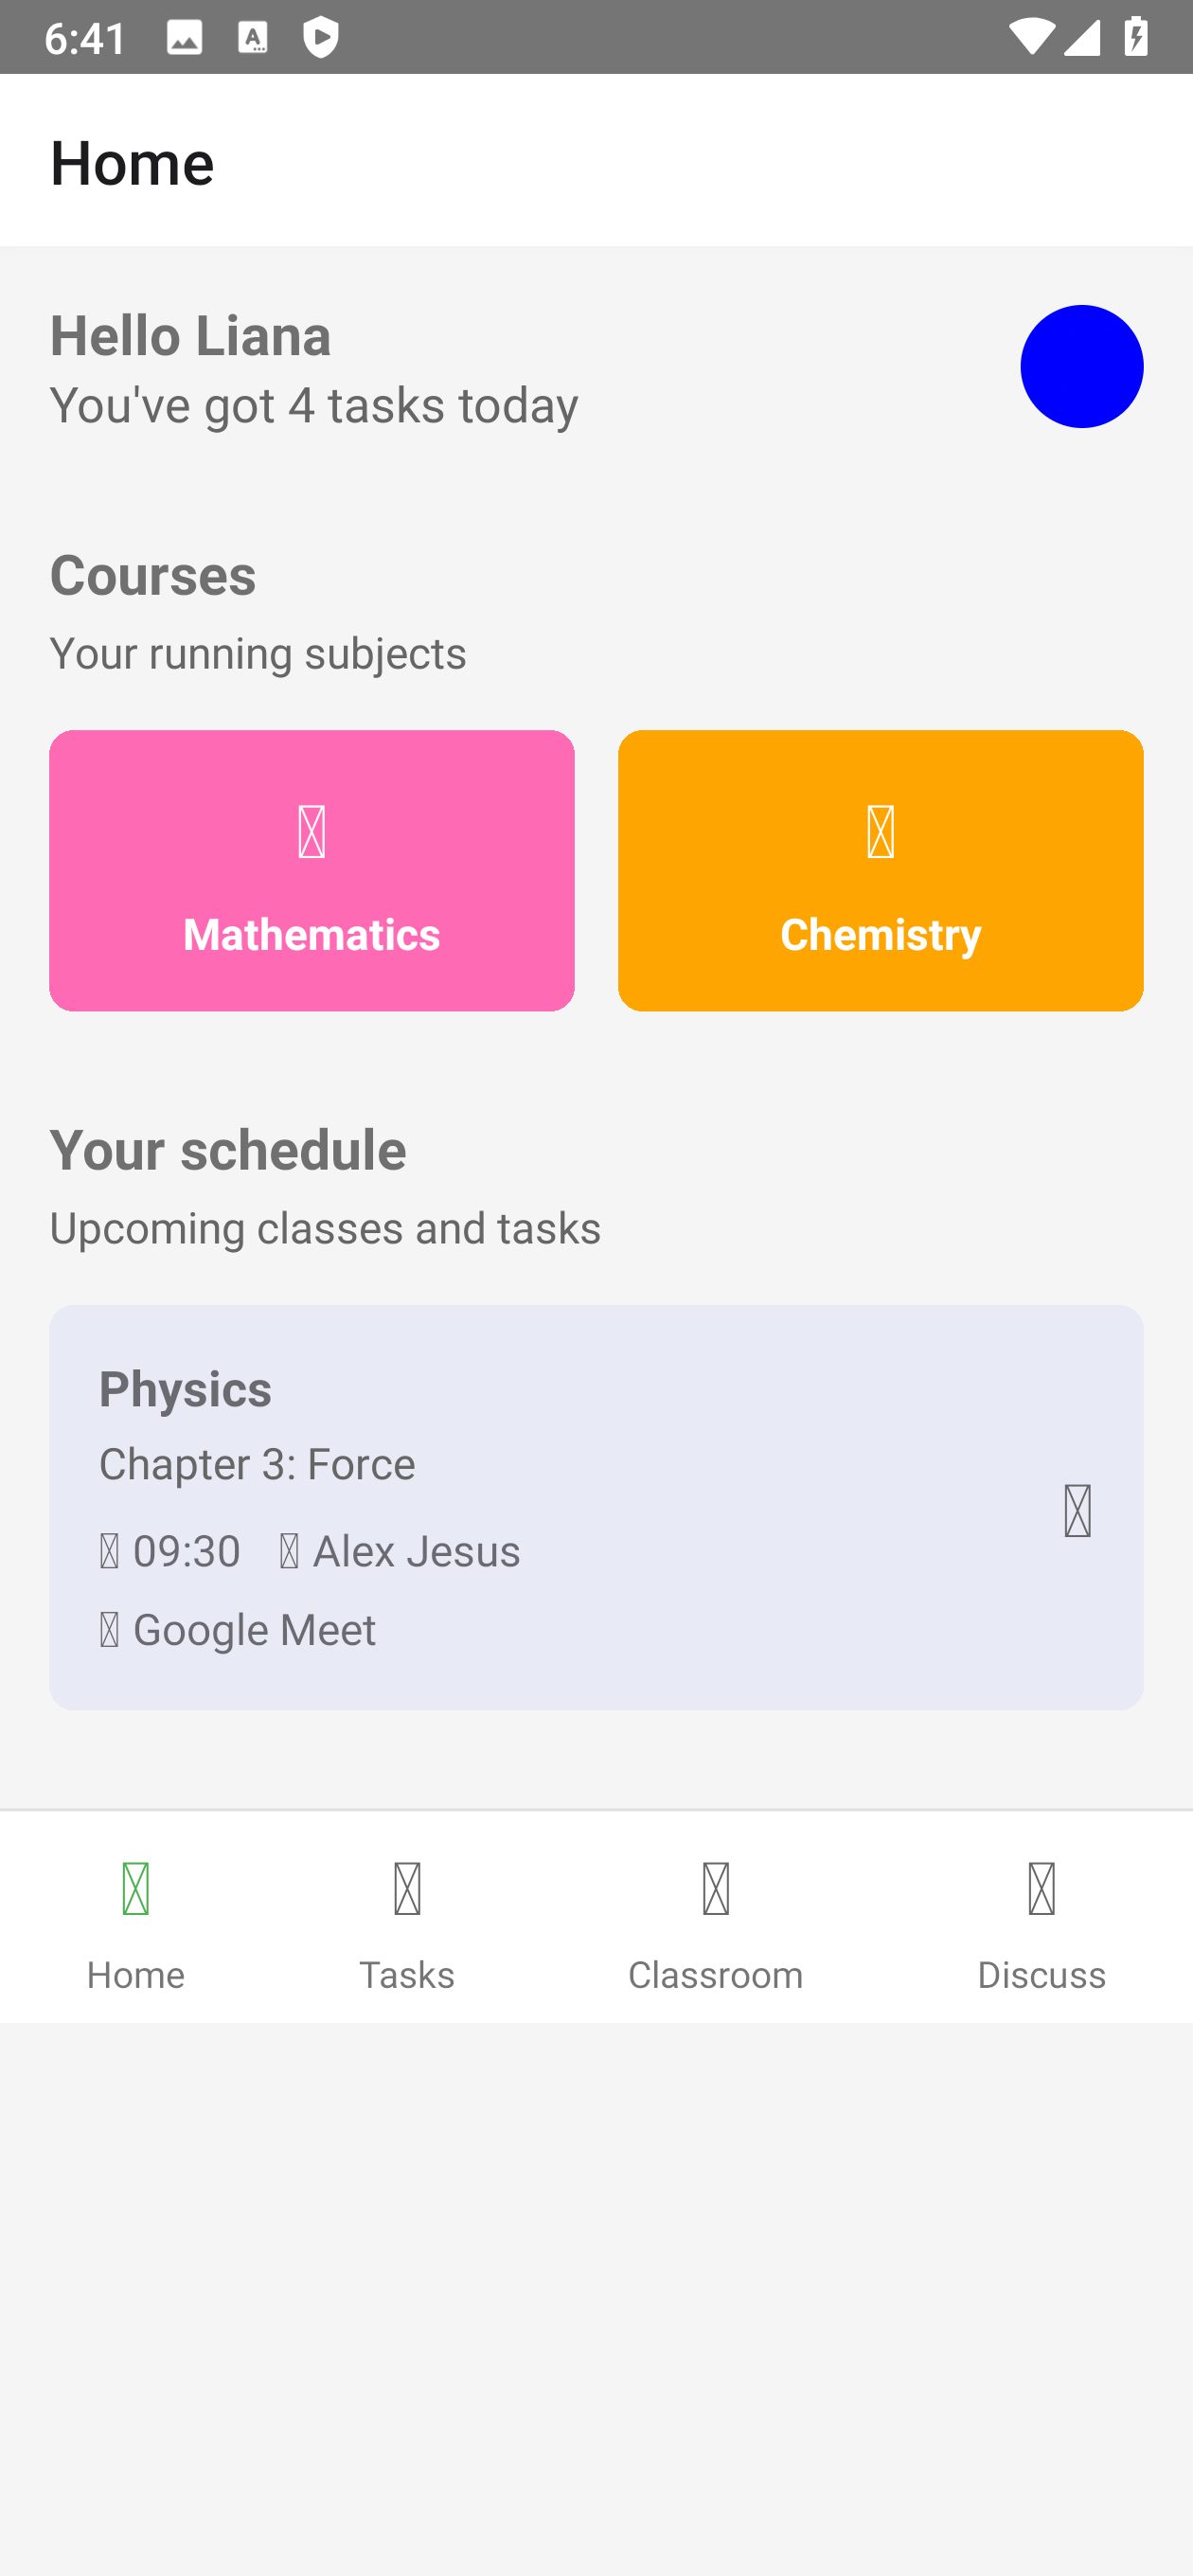 6:41
Home
Hello Liana
You've got 4 tasks today
Courses
Your running subjects
Mathematics
Chemistry
Your schedule
Upcoming classes and tasks
Physics
Chapter 3: Force
09:30 Alex Jesus
Google Meet
Home Tasks Classroom Discuss